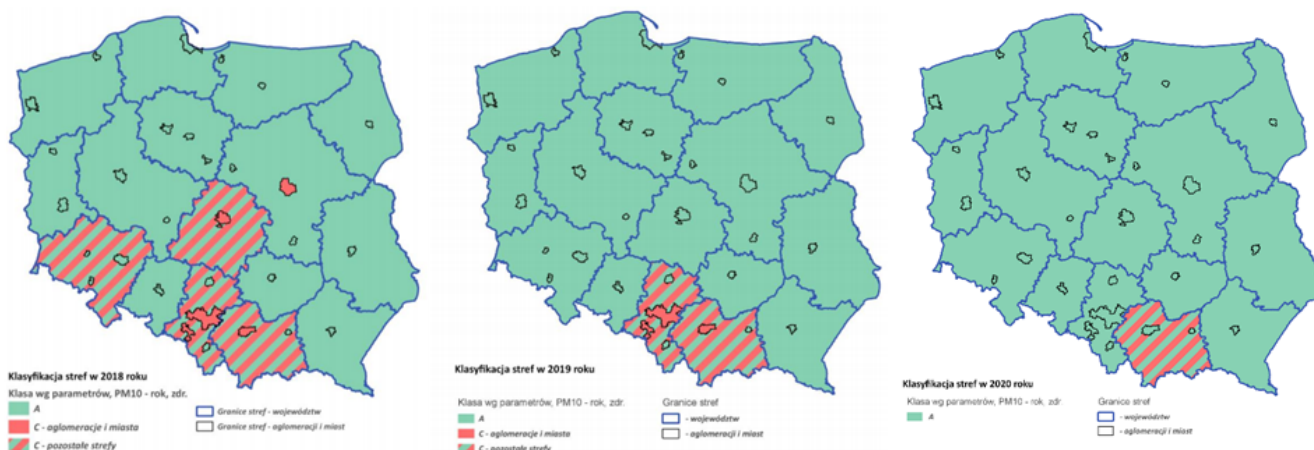 Klasyfikacja stref w 2018 roku
Klasa wg parametrów, PM10 - rok, zdr.
A
C - aglomeracje i miasta
C - pozostałe strefy
Granice stref - województw
Granice stref - aglomeracji i miast
Klasyfikacja stref w 2019 roku
Klasa wg parametrów, PM10 - rok, zdr.
A
C - aglomeracje i miasta
C - pozostałe strefy
Granice stref
- województw
- aglomeracji i miast
Klasyfikacja stref w 2020 roku
Klasa wg parametrów, PM10 - rok, zdr.
A
Granice stref
- województw
- aglomeracji i miast